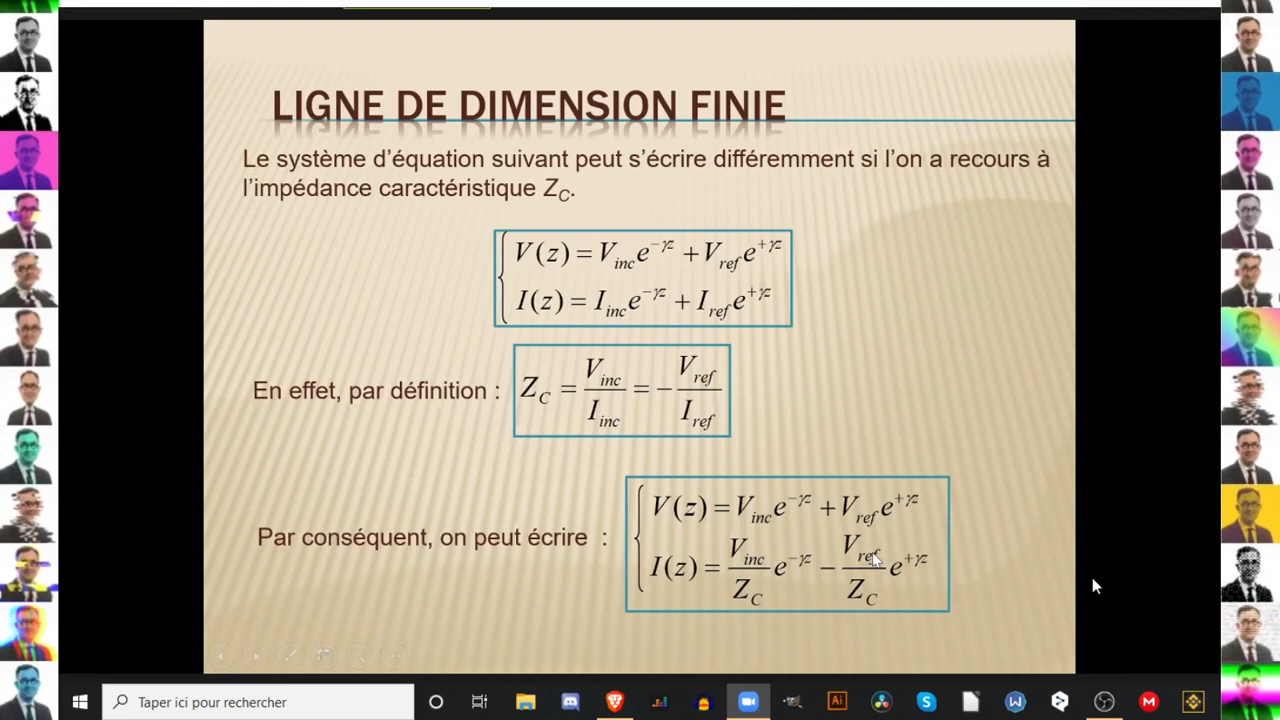 LIGNE DE DIMENSION FINIE
Le système d'équation suivant peut s'écrire différemment si l'on a recours à
l'impédance caractéristique Z_C.
V(z) = V_inc e^{-γz} + V_ref e^{+γz}
I(z) = I_inc e^{-γz} + I_ref e^{+γz}
En effet, par définition : Z_C = V_inc / I_inc = - V_ref / I_ref
Par conséquent, on peut écrire :
V(z) = V_inc e^{-γz} + V_ref e^{+γz}
I(z) = V_inc / Z_C e^{-γz} - V_ref / Z_C e^{+γz}
Taper ici pour rechercher